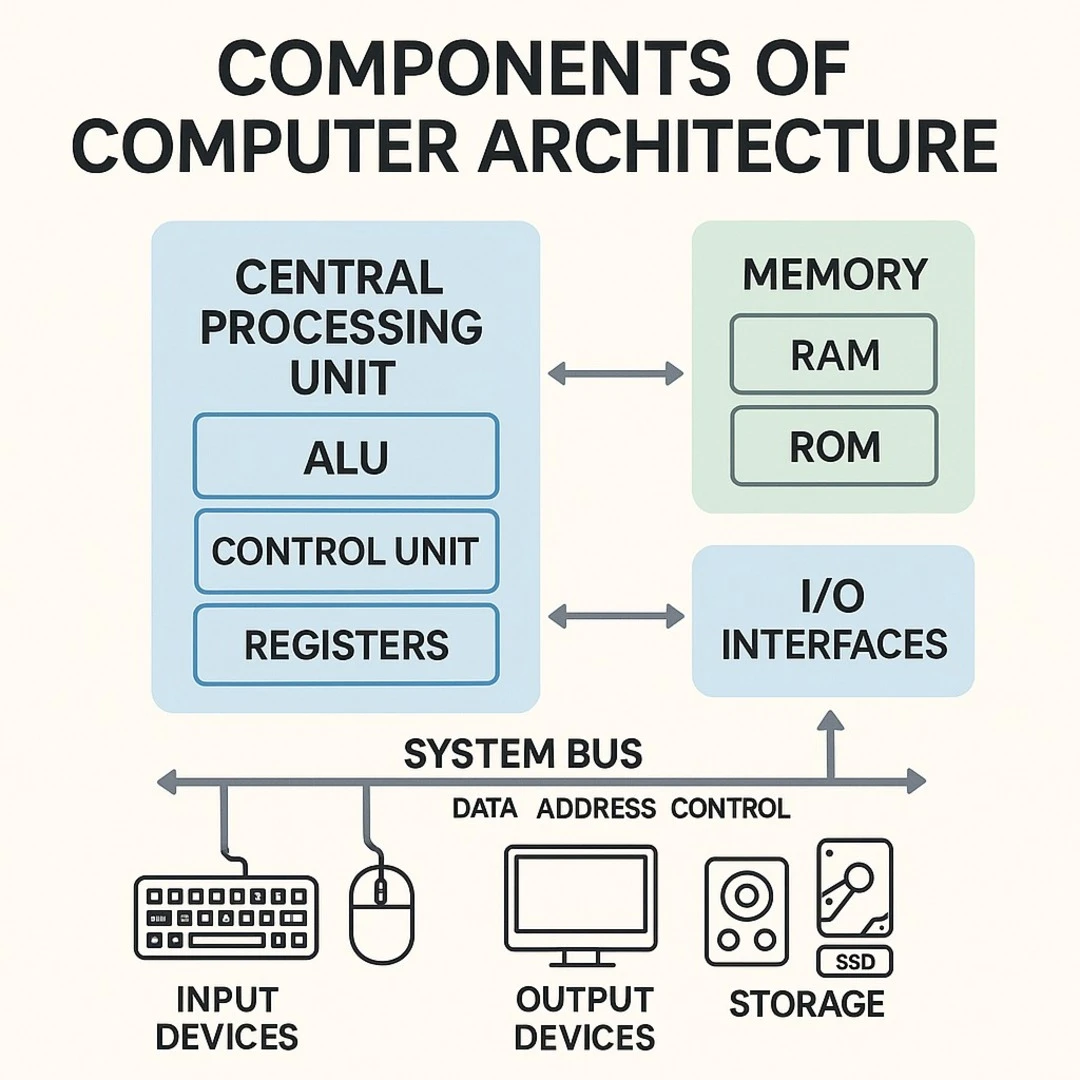 COMPONENTS OF
COMPUTER ARCHITECTURE
CENTRAL
PROCESSING
UNIT
ALU
CONTROL UNIT
REGISTERS
MEMORY
RAM
ROM
I/O
INTERFACES
SYSTEM BUS
DATA ADDRESS CONTROL
SSD
INPUT
DEVICES
OUTPUT
DEVICES
STORAGE